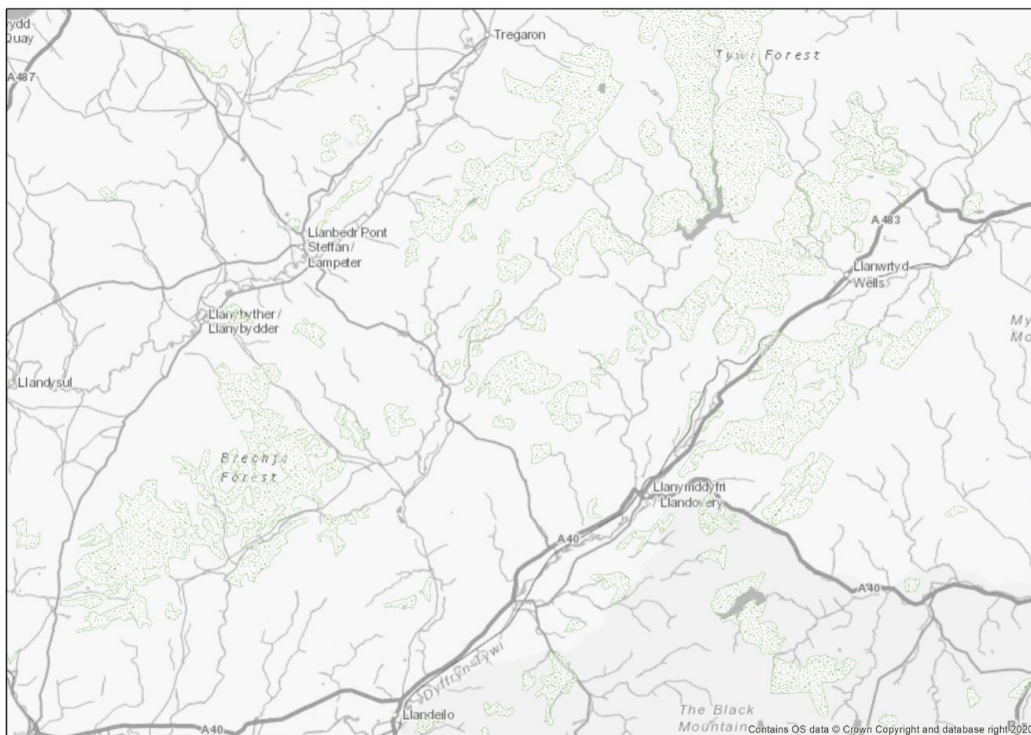 Quay
Tregaron
Tywi Forest
A487
Llanbedr Pont
Steffan /
Lampeter
A483
Llanwrtyd
Wells
Llanybyther /
Llanybydder
Llandysul
Brechfa
Forest
Llanymddyfri
/ Llandovery
A40
A40
Dyffryn Tywi
Llandeilo
The Black
Mountain
A40
Contains OS data © Crown Copyright and database right 2020